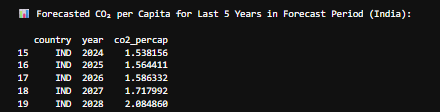 📊 Forecasted CO₂ per Capita for Last 5 Years in Forecast Period (India):
country year co2_percap
15 IND 2024 1.538156
16 IND 2025 1.564411
17 IND 2026 1.586332
18 IND 2027 1.717992
19 IND 2028 2.084860